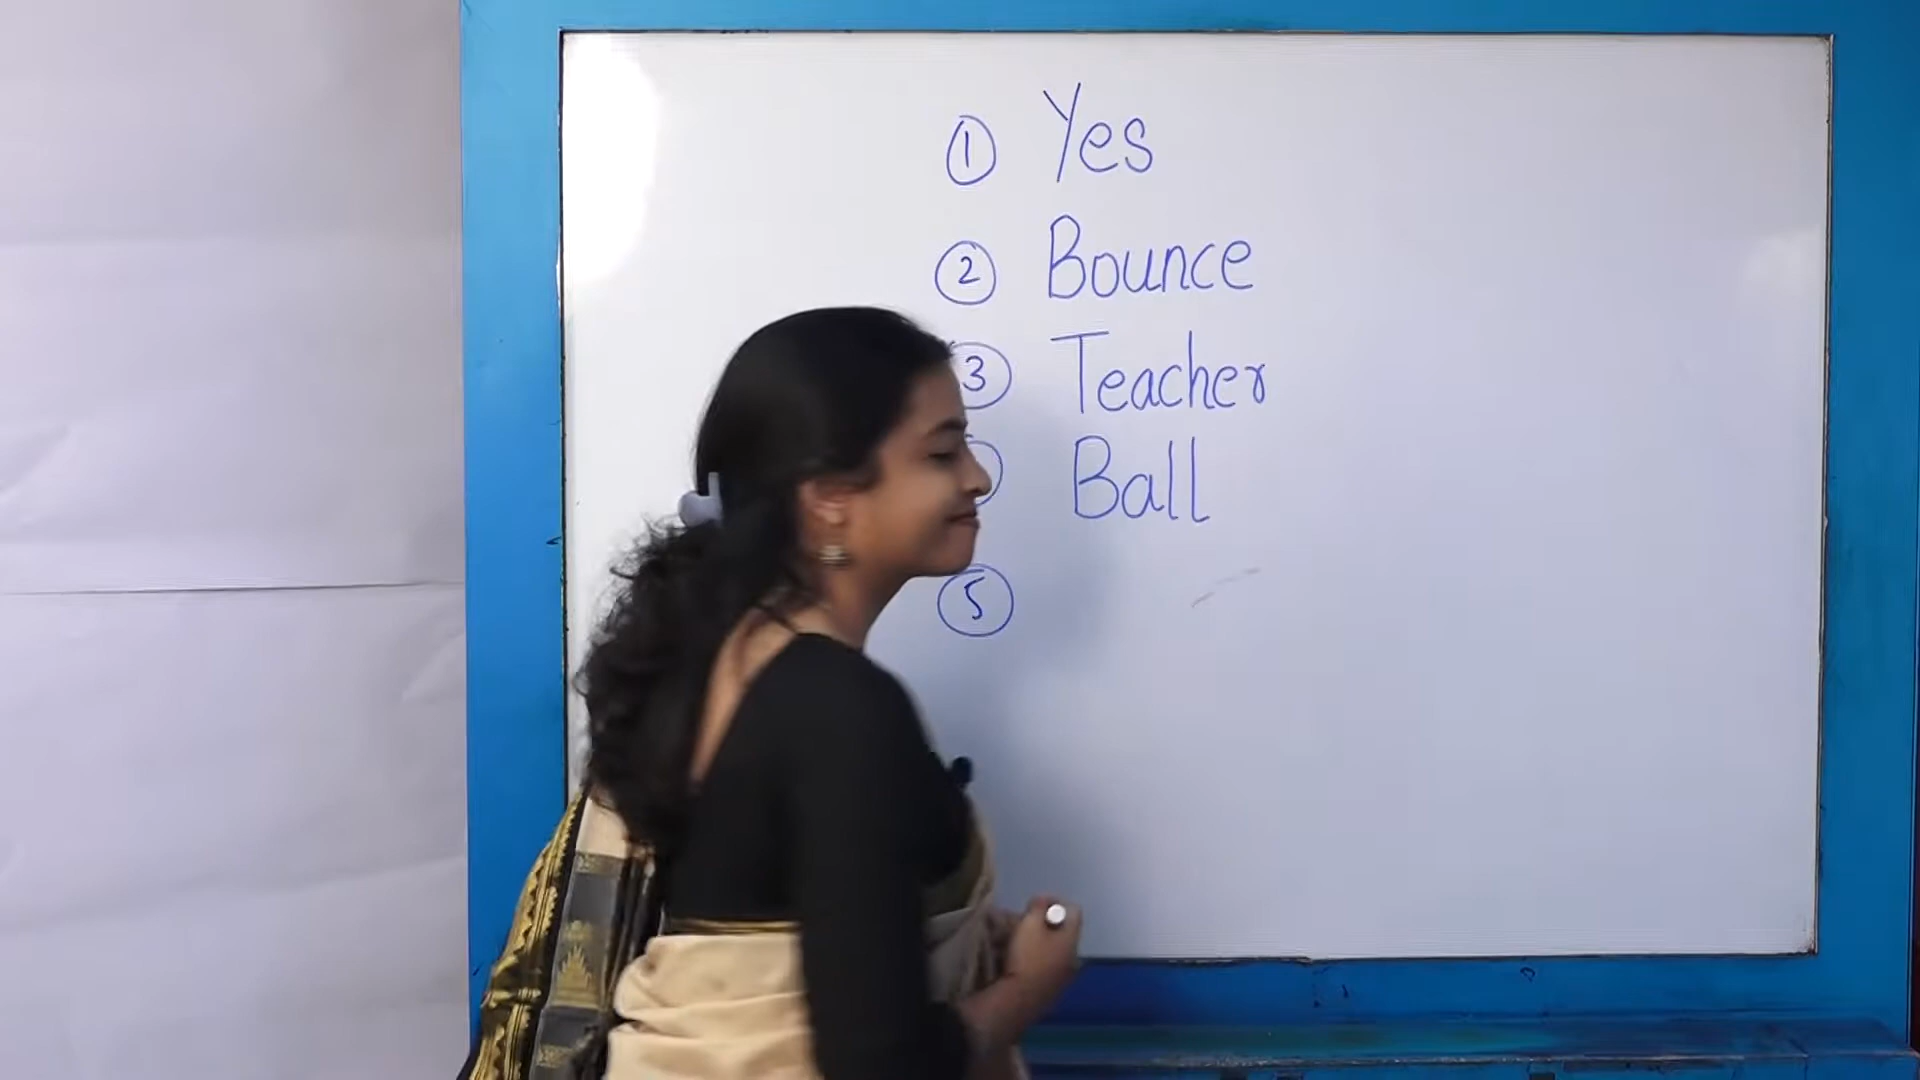 ① Yes
② Bounce
③ Teacher
Ball
⑤